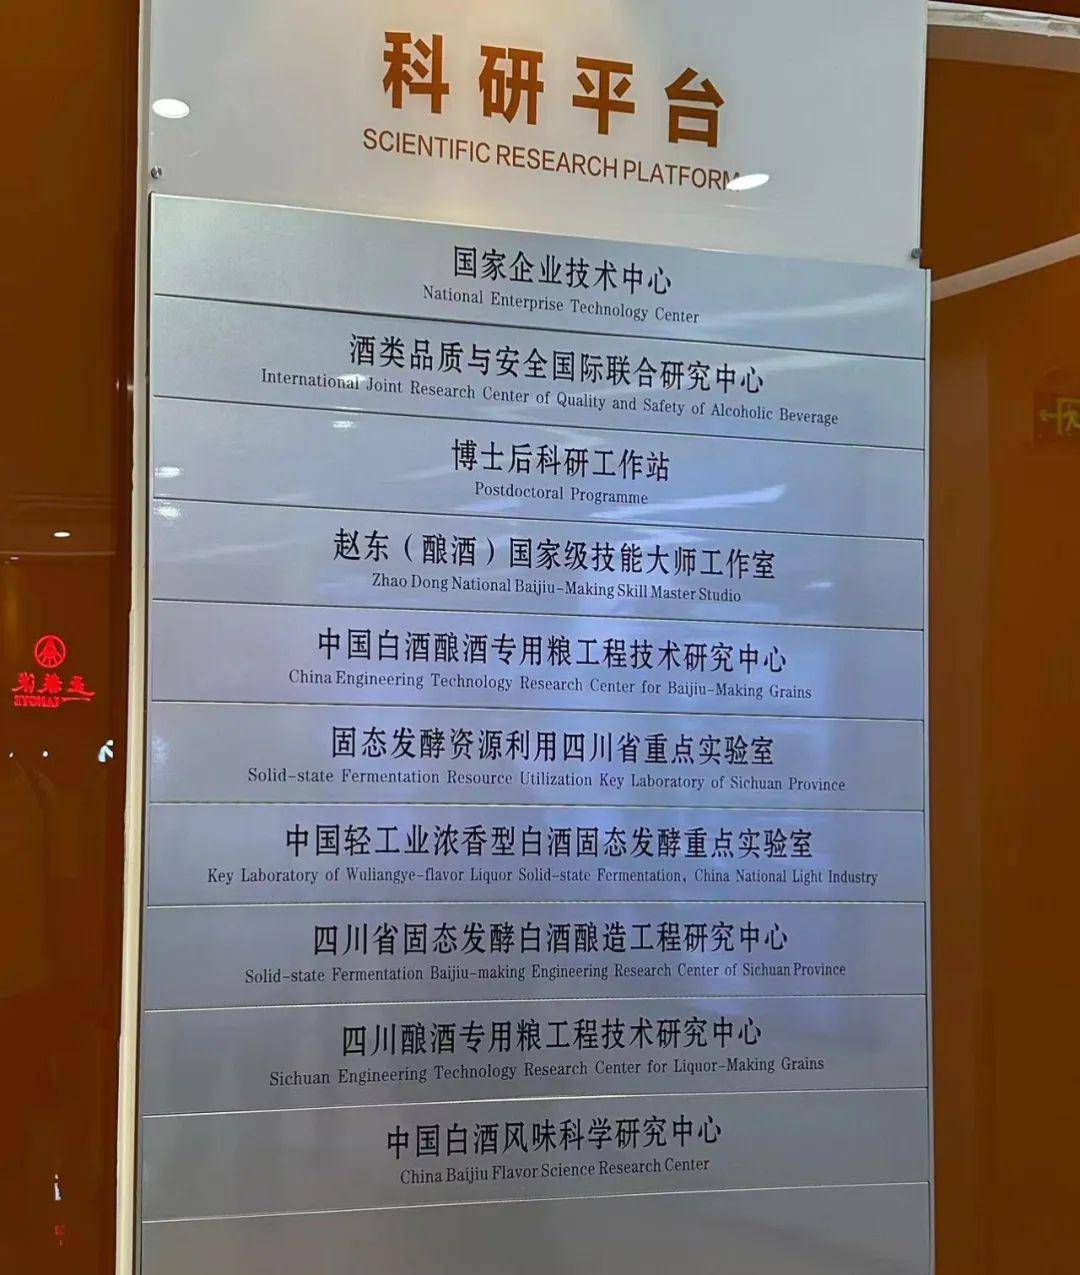 科研平台
SCIENTIFIC RESEARCH PLATFORM
国家企业技术中心
National Enterprise Technology Center
酒类品质与安全国际联合研究中心
International Joint Research Center of Quality and Safety of Alcoholic Beverage
博士后科研工作站
Postdoctoral Programme
赵东（酿酒）国家级技能大师工作室
Zhao Dong National Baijiu-Making Skill Master Studio
中国白酒酿酒专用粮工程技术研究中心
China Engineering Technology Research Center for Baijiu-Making Grains
固态发酵资源利用四川省重点实验室
Solid-state Fermentation Resource Utilization Key Laboratory of Sichuan Province
中国轻工业浓香型白酒固态发酵重点实验室
Key Laboratory of Wuliangye-flavor Liquor Solid-state Fermentation, China National Light Industry
四川省固态发酵白酒酿造工程研究中心
Solid-state Fermentation Baijiu-making Engineering Research Center of Sichuan Province
四川酿酒专用粮工程技术研究中心
Sichuan Engineering Technology Research Center for Liquor-Making Grains
中国白酒风味科学研究中心
China Baijiu Flavor Science Research Center